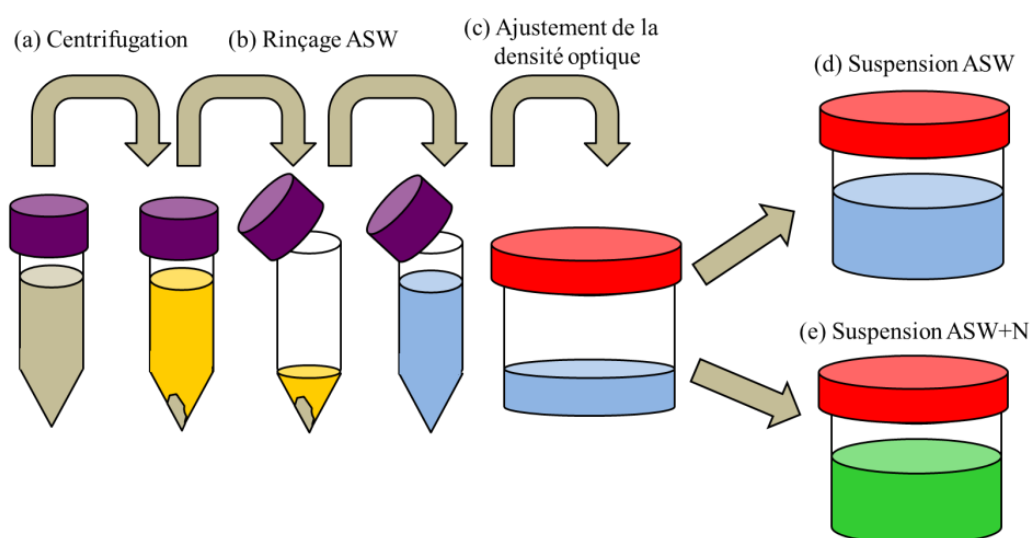 (a) Centrifugation
(b) Rinçage ASW
(c) Ajustement de la
densité optique
(d) Suspension ASW
(e) Suspension ASW+N